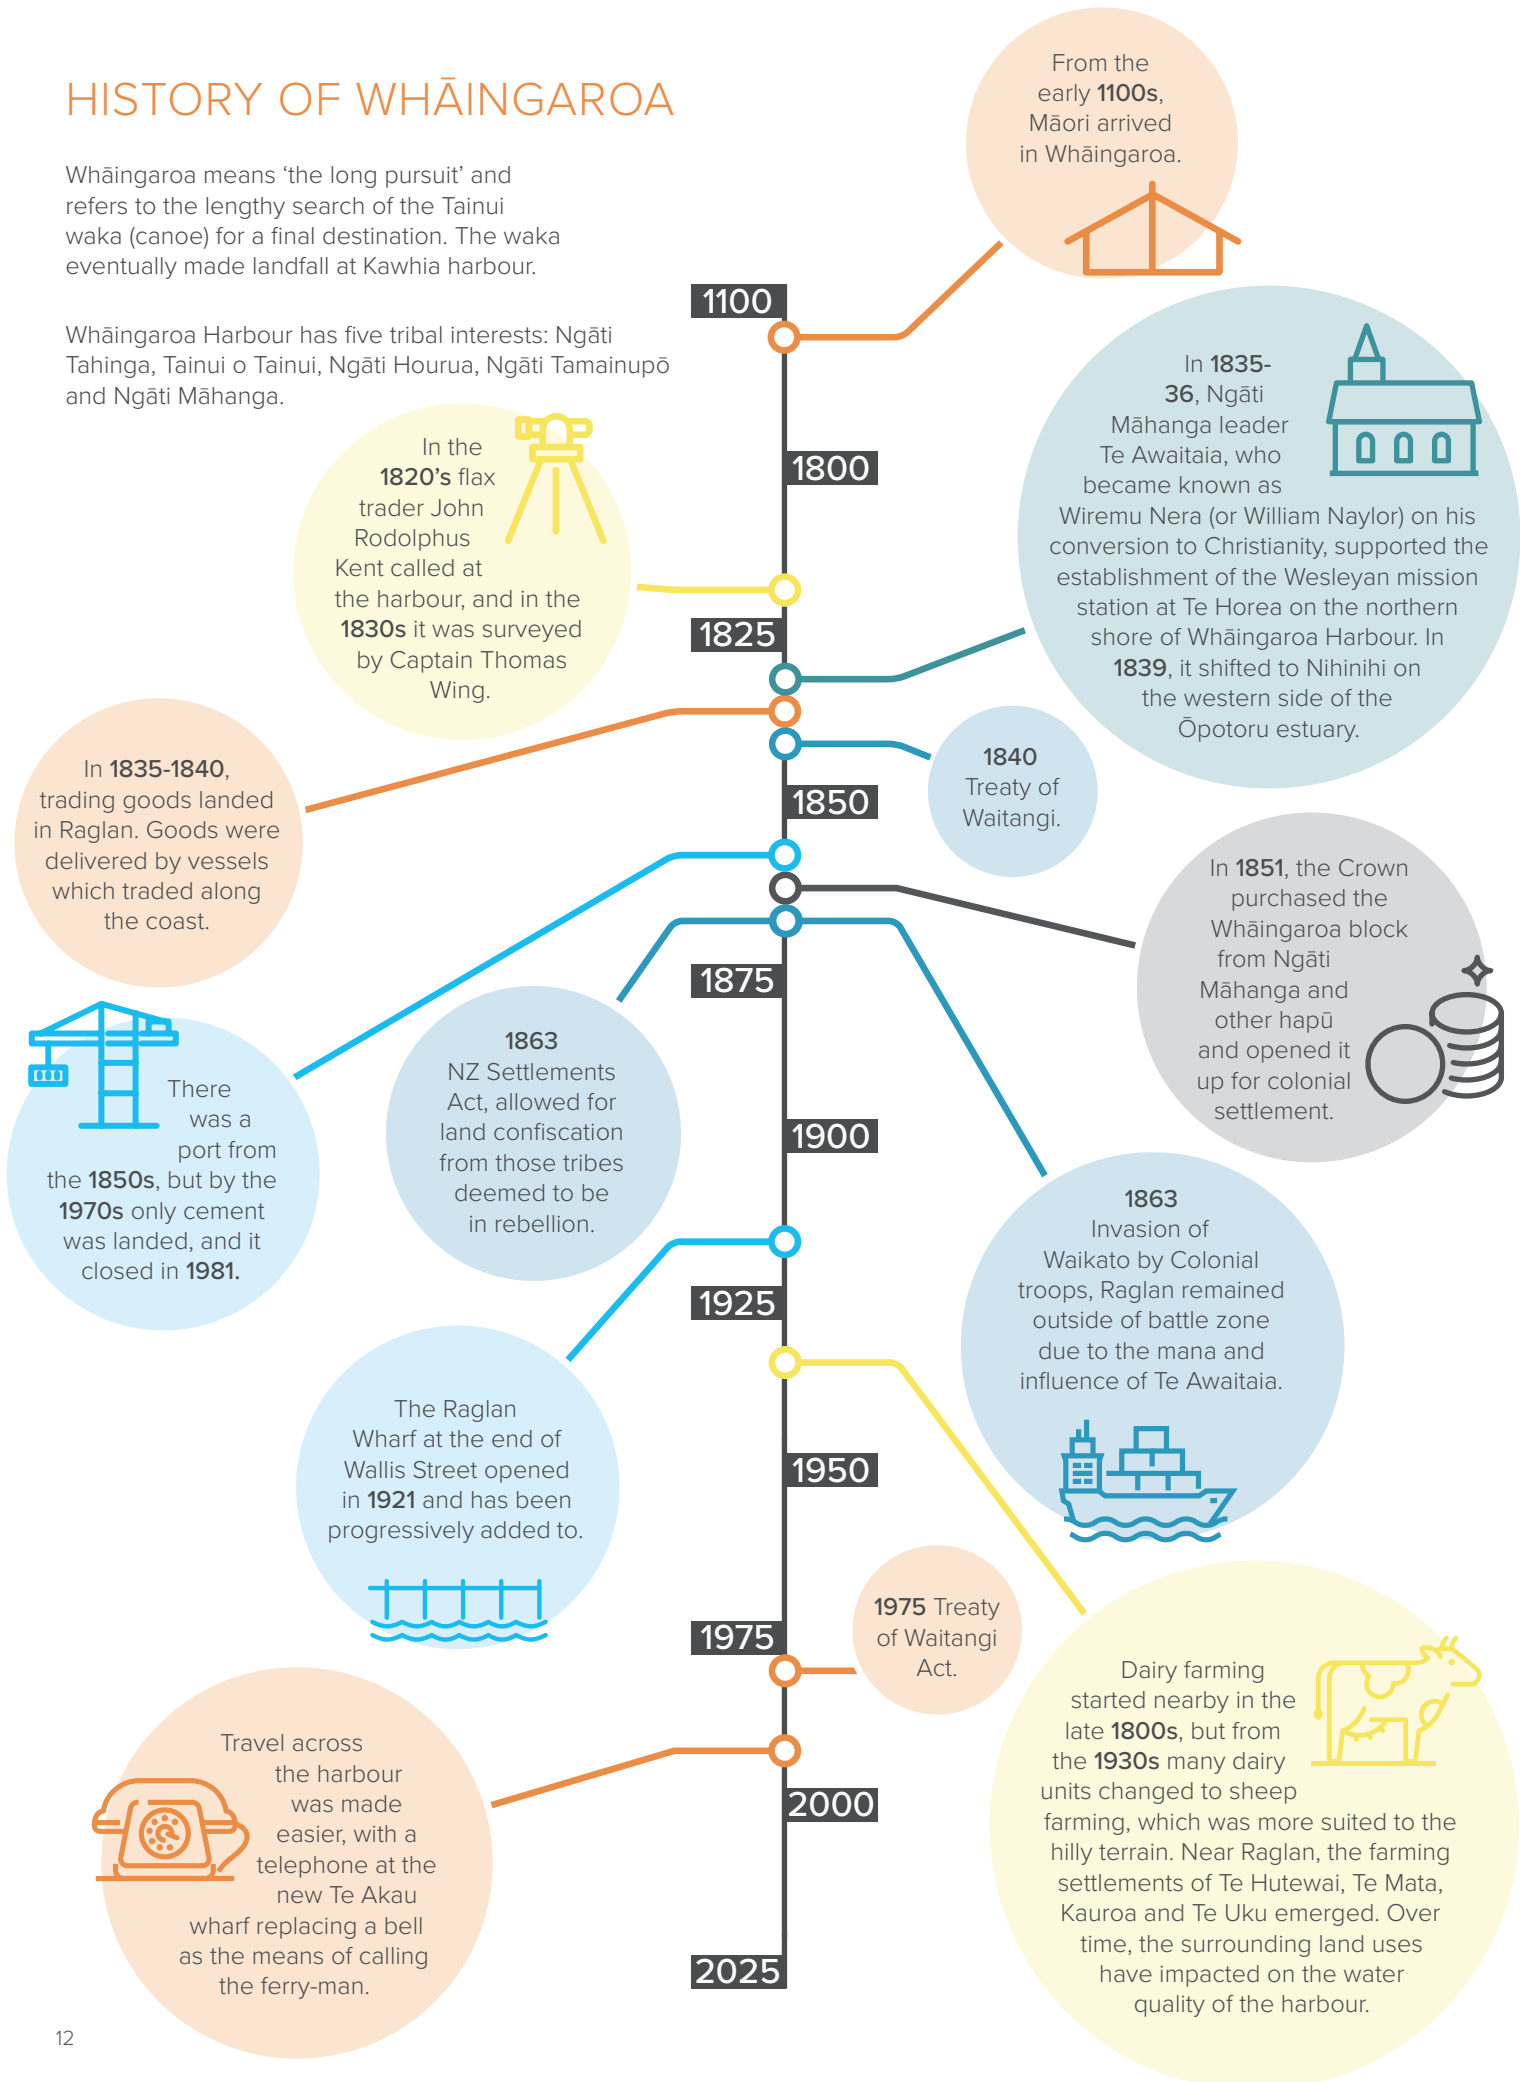 HISTORY OF WHĀINGAROA
Whāingaroa means ‘the long pursuit’ and
refers to the lengthy search of the Tainui
waka (canoe) for a final destination. The waka
eventually made landfall at Kawhia harbour.
Whāingaroa Harbour has five tribal interests: Ngāti
Tahinga, Tainui o Tainui, Ngāti Hourua, Ngāti Tamainupō
and Ngāti Māhanga.
From the
early 1100s,
Māori arrived
in Whāingaroa.
1100
1800
In the
1820’s flax
trader John
Rodolphus
Kent called at
the harbour, and in the
1830s it was surveyed
by Captain Thomas
Wing.
1825
In 1835-
36, Ngāti
Māhanga leader
Te Awaitaia, who
became known as
Wiremu Nera (or William Naylor) on his
conversion to Christianity, supported the
establishment of the Wesleyan mission
station at Te Horea on the northern
shore of Whāingaroa Harbour. In
1839, it shifted to Nihinihi on
the western side of the
Ōpotoru estuary.
In 1835-1840,
trading goods landed
in Raglan. Goods were
delivered by vessels
which traded along
the coast.
1840
Treaty of
Waitangi.
1850
There
was a
port from
the 1850s, but by the
1970s only cement
was landed, and it
closed in 1981.
In 1851, the Crown
purchased the
Whāingaroa block
from Ngāti
Māhanga and
other hapū
and opened it
up for colonial
settlement.
1863
NZ Settlements
Act, allowed for
land confiscation
from those tribes
deemed to be
in rebellion.
1863
Invasion of
Waikato by Colonial
troops, Raglan remained
outside of battle zone
due to the mana and
influence of Te Awaitaia.
1875
1900
The Raglan
Wharf at the end of
Wallis Street opened
in 1921 and has been
progressively added to.
1925
Dairy farming
started nearby in the
late 1800s, but from
the 1930s many dairy
units changed to sheep
farming, which was more suited to the
hilly terrain. Near Raglan, the farming
settlements of Te Hutewai, Te Mata,
Kauroa and Te Uku emerged. Over
time, the surrounding land uses
have impacted on the water
quality of the harbour.
1950
1975
1975 Treaty
of Waitangi
Act.
Travel across
the harbour
was made
easier, with a
telephone at the
new Te Akau
wharf replacing a bell
as the means of calling
the ferry-man.
2000
2025
12